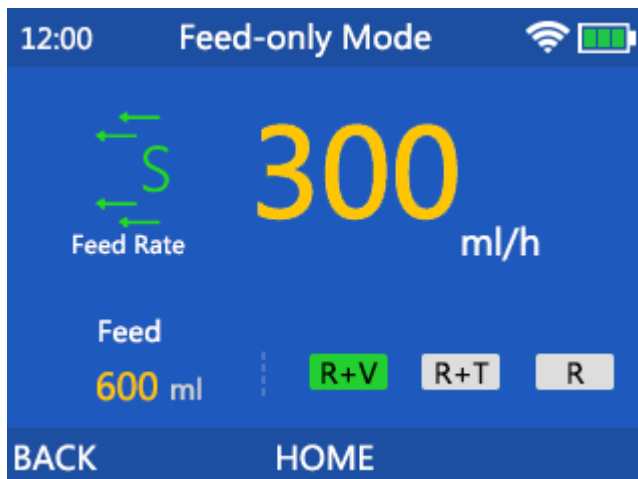 12:00 Feed-only Mode
S
300
ml/h
Feed Rate
Feed
600 ml
R+V R+T R
BACK HOME